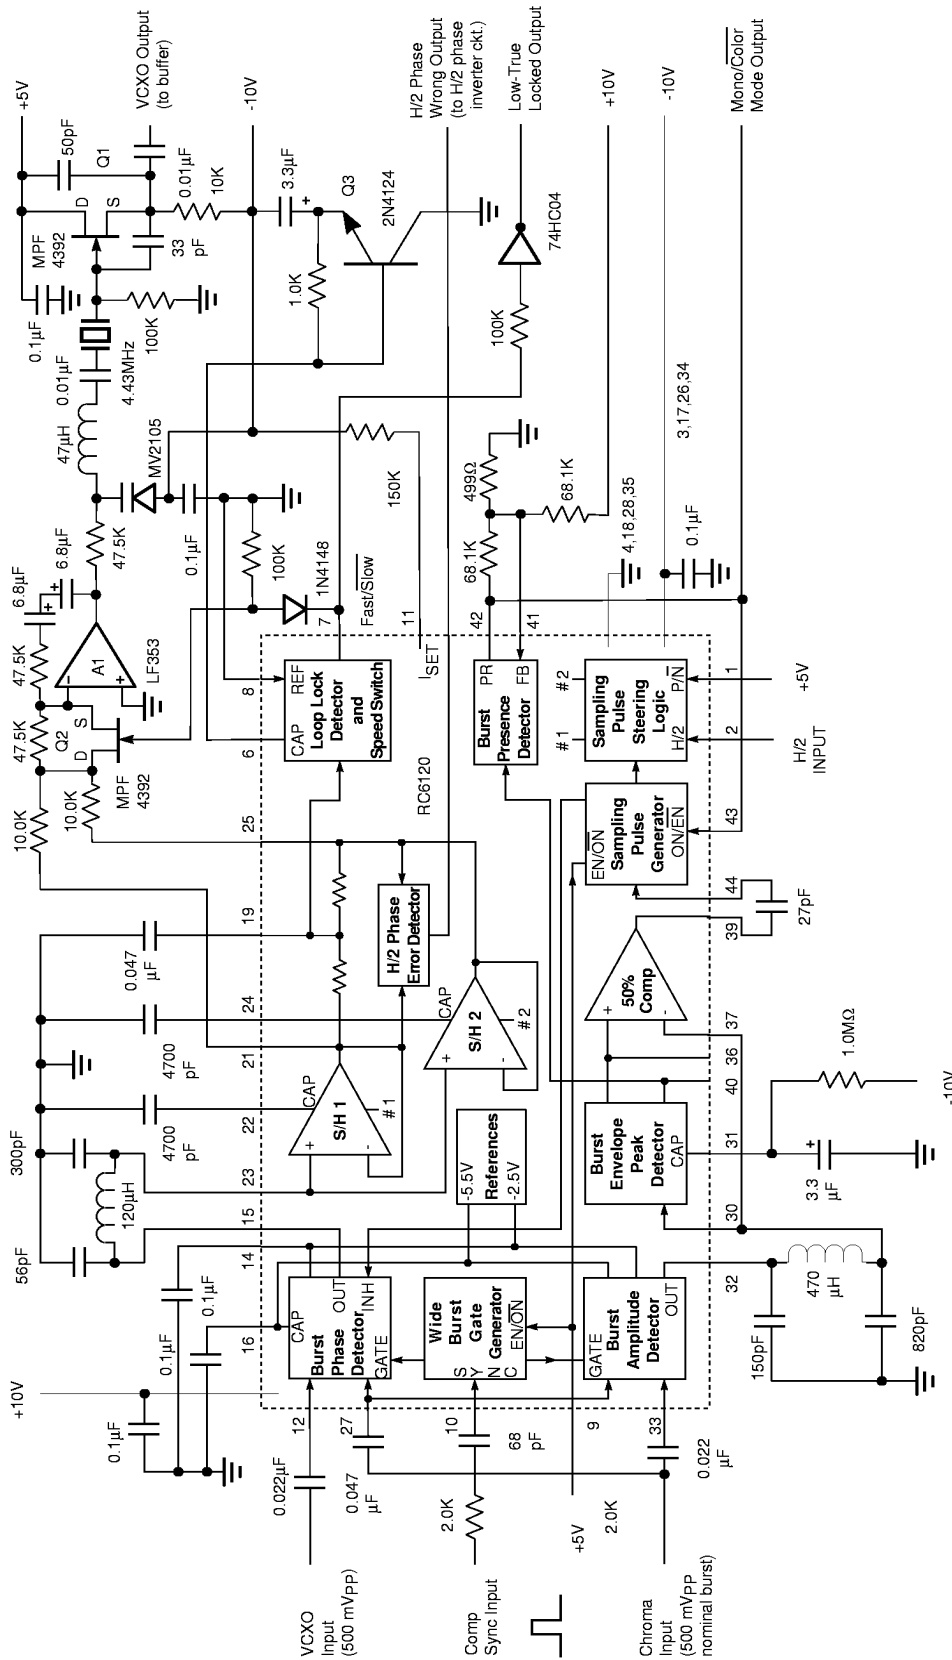 +5V
50pF
VCXO Output
(to buffer)
D
Q1
S
0.01µF
10K
-10V
MPF
4392
33
pF
0.1µF
100K
3.3µF
+
Q3
2N4124
1.0K
H/2 Phase
Wrong Output
(to H/2 phase
inverter ckt.)
Low-True
Locked Output
74HC04
100K
+10V
-10V
Mono/Color
Mode Output
0.01µF
4.43MHz
47µH
MV2105
0.1µF
150K
499Ω
68.1K
68.1K
3,17,26,34
4,18,28,35
0.1µF
6.8µF
+
6.8µF
+
47.5K
100K
1N4148
7
Fast/Slow
11
ISET
42
41
47.5K
A1
-
+
LF353
47.5K
Q2
S
D
MPF
4392
10.0K
10.0K
8
6
REF
CAP
Loop Lock
Detector
and
Speed Switch
RC6120
PR
FB
Burst
Presence
Detector
#2
#1
Sampling
Pulse
Steering
Logic
P/N
H/2
1
2
+5V
H/2
INPUT
25
19
0.047
µF
24
4700
pF
21
H/2 Phase
Error Detector
EN/ON
Sampling
Pulse
Generator
ON/EN
43
44
39
27pF
CAP
S/H 2
+
-
#2
50%
Comp
+
-
37
36
40
1.0MΩ
-10V
22
4700
pF
CAP
S/H 1
+
-
#1
300pF
23
120µH
56pF
15
14
-5.5V
References
-2.5V
Burst
Envelope
Peak
Detector
CAP
31
30
+
3.3
µF
0.1µF
0.1µF
16
CAP
OUT
INH
Burst
Phase
Detector
GATE
Wide
Burst
Gate
Generator
EN/ON
S
Y
N
C
GATE
Burst
Amplitude
Detector
OUT
32
470
µH
150pF
820pF
+10V
0.1µF
12
0.022µF
27
0.047
µF
10
68
pF
2.0K
9
+5V
2.0K
33
0.022
µF
VCXO
Input
(500 mVPP)
Comp
Sync Input
Chroma
Input
(500 mVPP
nominal burst)